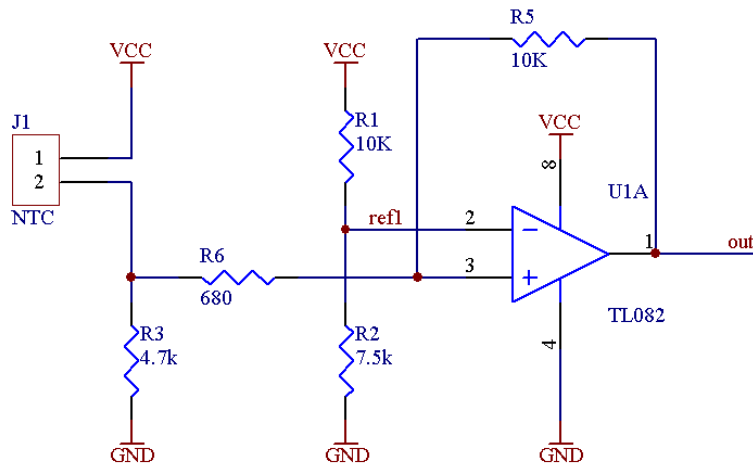 R5
10K
VCC
VCC
J1
1
2
NTC
R1
10K
VCC
8
U1A
ref1
2
1
out
R6
680
3
R3
4.7k
R2
7.5k
4
TL082
GND
GND
GND